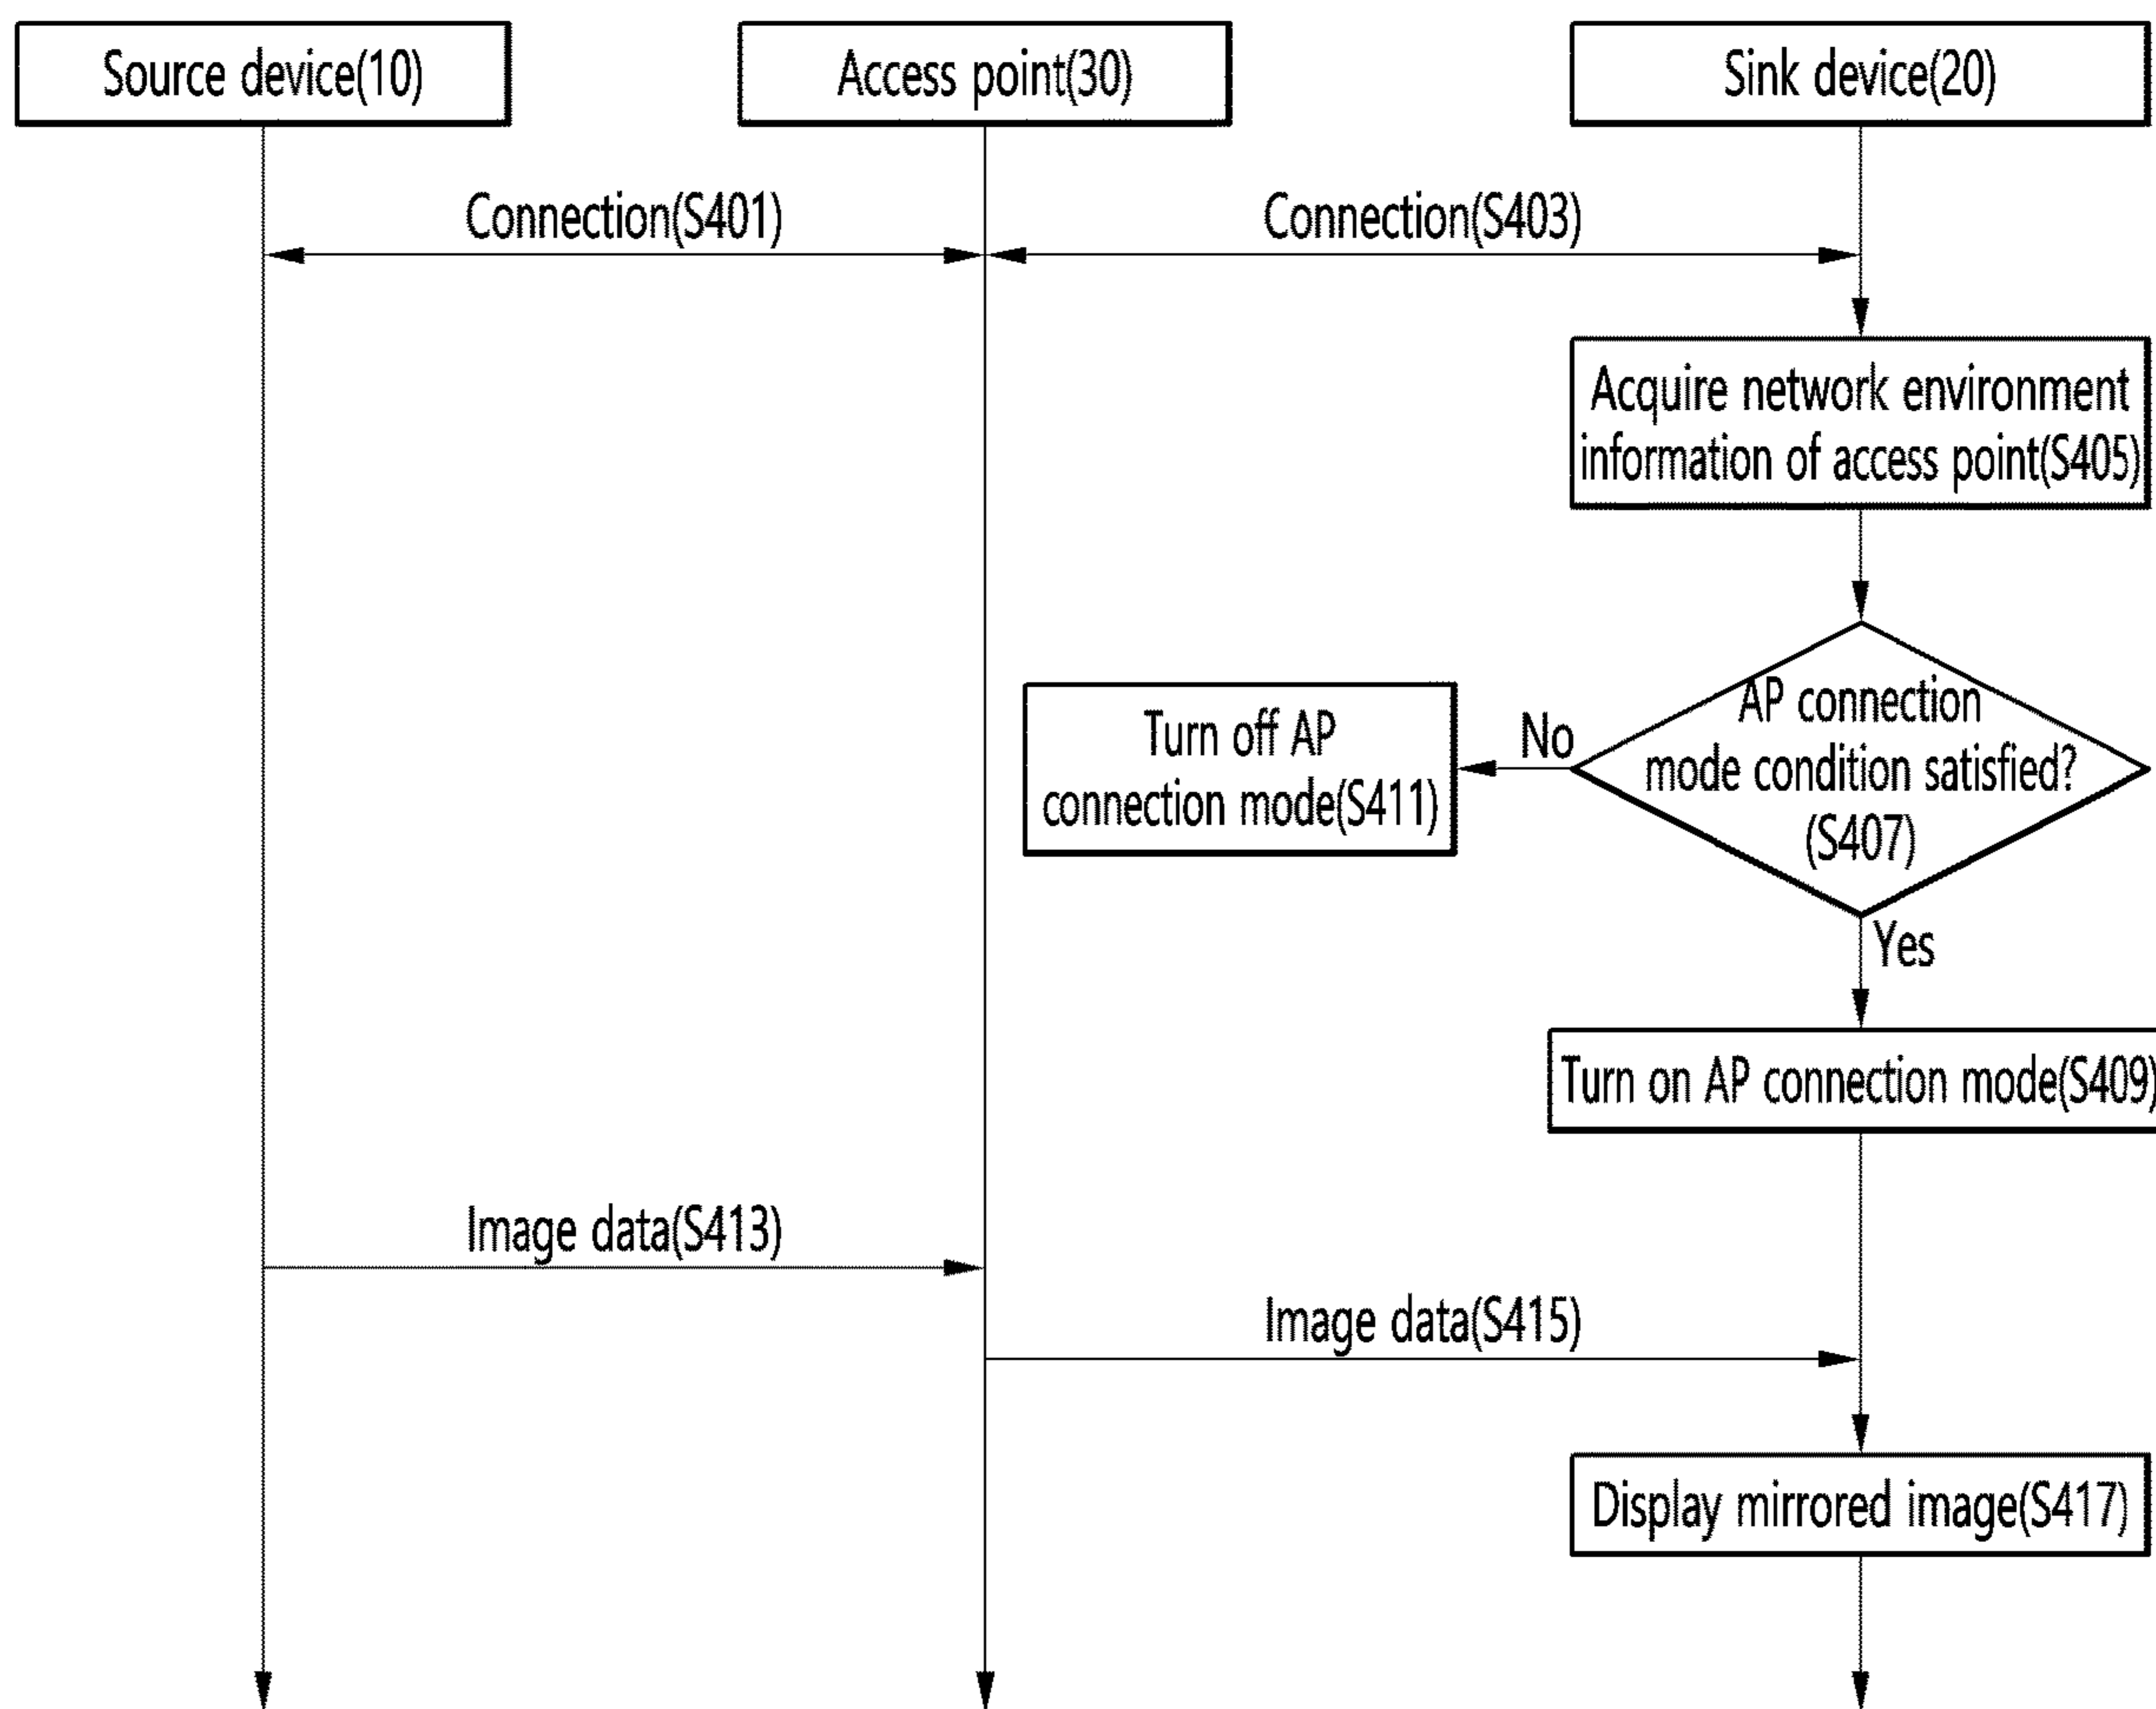 Source device(10)
Access point(30)
Sink device(20)
Connection(S401)
Connection(S403)
Acquire network environment
information of access point(S405)
AP connection
mode condition satisfied?
(S407)
No
Turn off AP
connection mode(S411)
Yes
Turn on AP connection mode(S409)
Image data(S413)
Image data(S415)
Display mirrored image(S417)